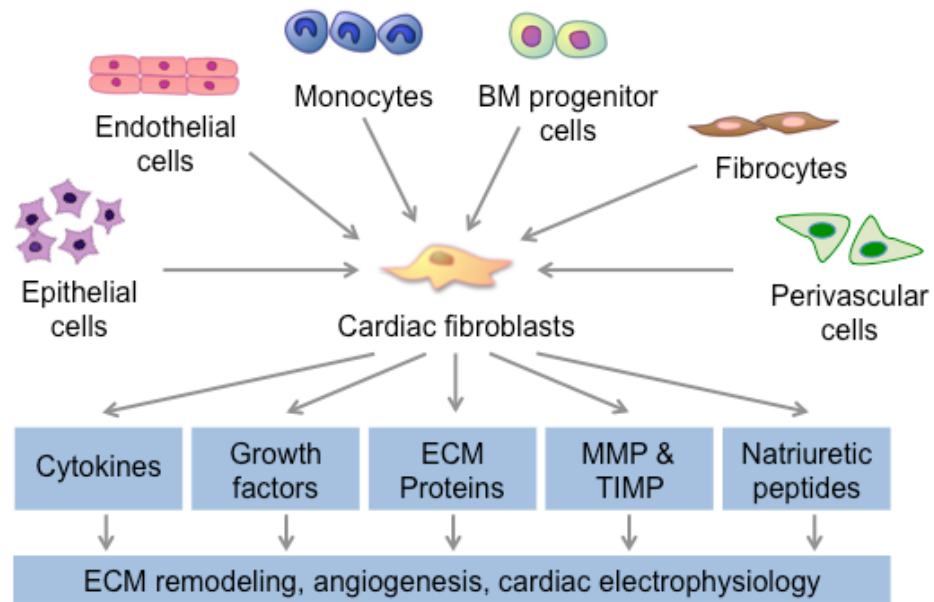 Monocytes
BM progenitor
cells
Endothelial
cells
Fibrocytes
Epithelial
cells
Perivascular
cells
Cardiac fibroblasts
Cytokines
Growth
factors
ECM
Proteins
MMP &
TIMP
Natriuretic
peptides
ECM remodeling, angiogenesis, cardiac electrophysiology